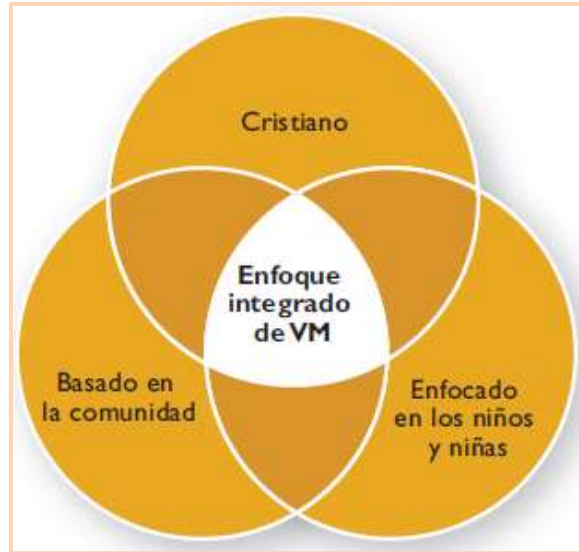 Cristiano
Enfoque
integrado
de VM
Basado en
la comunidad
Enfocado
en los niños
y niñas